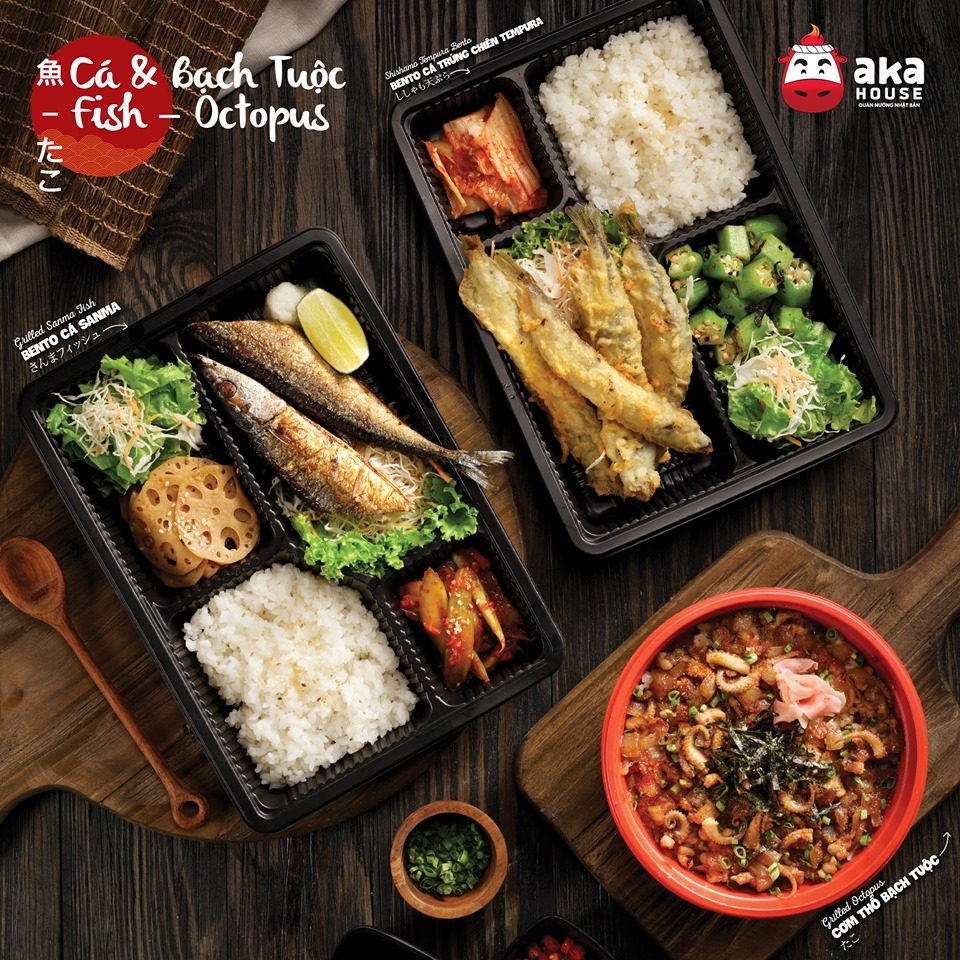 魚 Cá & Bạch Tuộc
- Fish - Octopus
たこ
aka
HOUSE
QUÁN NƯỚNG NHẬT BẢN
Shishamo Tempura Bento
BENTO CÁ TRỨNG CHIÊN TEMPURA
ししゃも天ぷら
Grilled Sanma Fish
BENTO CÁ SANMA
さんまフィッシュ
Grilled Octopus
CƠM THỐ BẠCH TUỘC
たこ